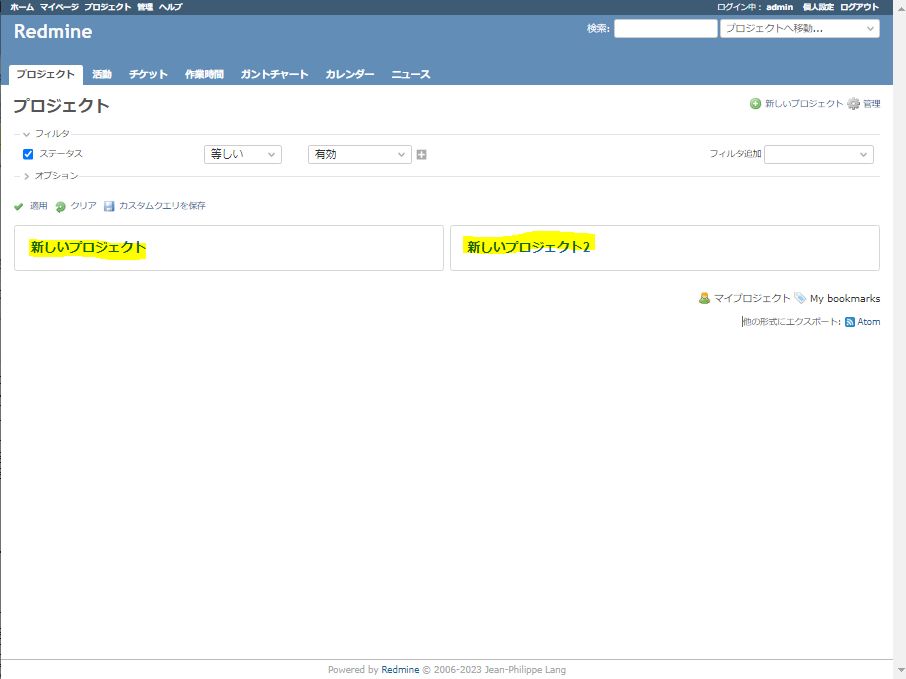 ホーム マイページ プロジェクト 管理 ヘルプ ログイン中: admin 個人設定 ログアウト
Redmine 検索: プロジェクトへ移動...
プロジェクト 活動 チケット 作業時間 ガントチャート カレンダー ニュース
プロジェクト 新しいプロジェクト 管理
フィルタ
ステータス 等しい 有効 フィルタ追加
オプション
適用 クリア カスタムクエリを保存
新しいプロジェクト 新しいプロジェクト2
マイプロジェクト My bookmarks
他の形式にエクスポート: Atom
Powered by Redmine © 2006-2023 Jean-Philippe Lang